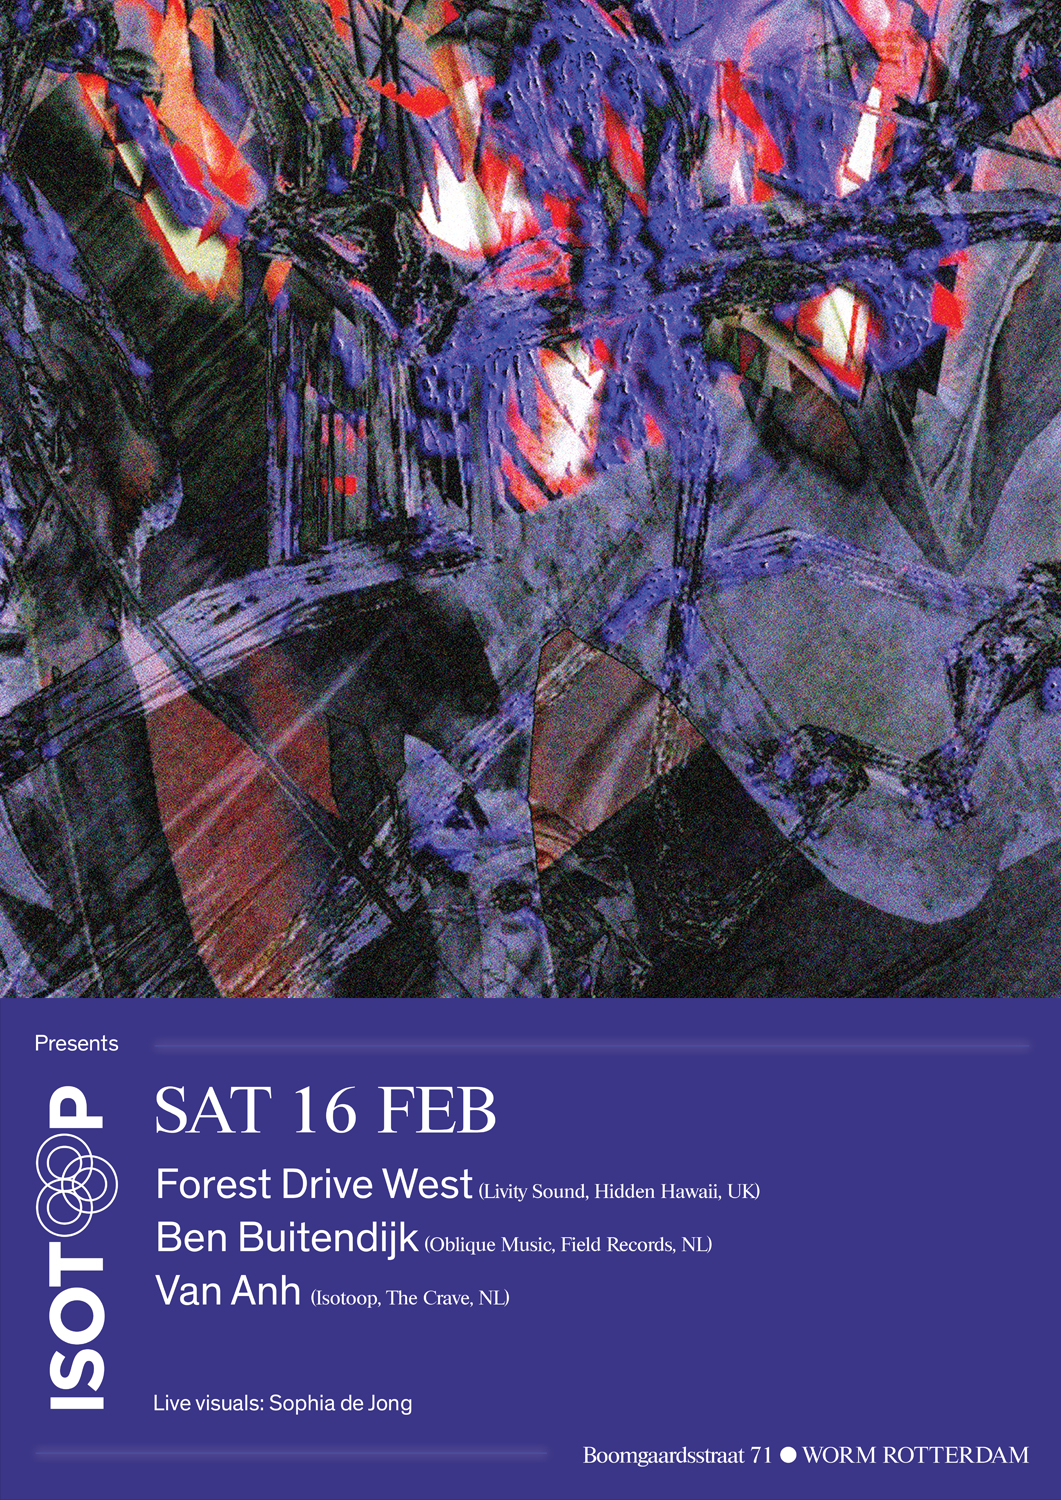 Presents
ISOTOOP
SAT 16 FEB
Forest Drive West (Livity Sound, Hidden Hawaii, UK)
Ben Buitendijk (Oblique Music, Field Records, NL)
Van Anh (Isotoop, The Crave, NL)
Live visuals: Sophia de Jong
Boomgaardsstraat 71 ● WORM ROTTERDAM